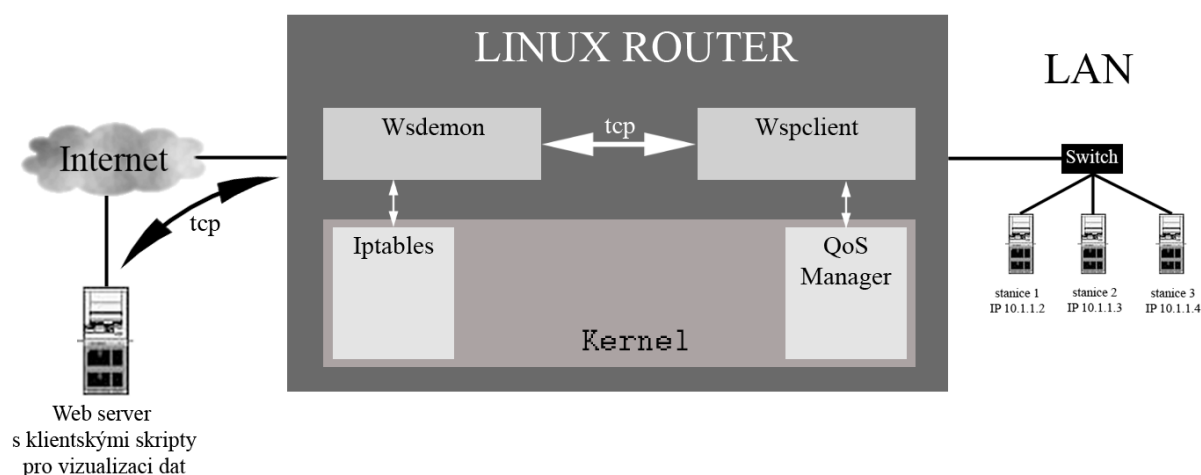 LINUX ROUTER
LAN
Wsdemon
tcp
Wspclient
Internet
Switch
tcp
Iptables
QoS
Manager
Kernel
stanice 1
IP 10.1.1.2
stanice 2
IP 10.1.1.3
stanice 3
IP 10.1.1.4
Web server
s klientskými skripty
pro vizualizaci dat